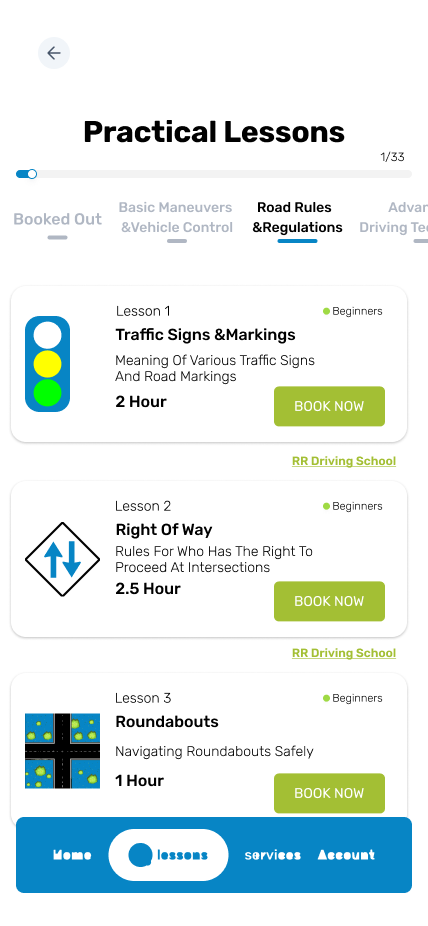 Practical Lessons
1/33
Booked Out
Basic Maneuvers
&Vehicle Control
Road Rules
&Regulations
Advan
Driving Tec
Lesson 1
Beginners
Traffic Signs &Markings
Meaning Of Various Traffic Signs
And Road Markings
2 Hour
BOOK NOW
RR Driving School
Lesson 2
Beginners
Right Of Way
Rules For Who Has The Right To
Proceed At Intersections
2.5 Hour
BOOK NOW
RR Driving School
Lesson 3
Beginners
Roundabouts
Navigating Roundabouts Safely
1 Hour
BOOK NOW
Home
lessons
services
Account